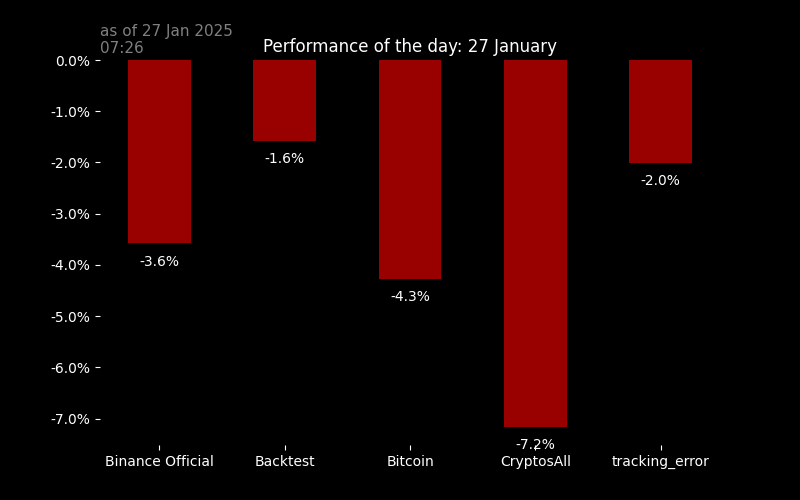 as of 27 Jan 2025
07:26
Performance of the day: 27 January
0.0%
-1.0%
-2.0%
-3.0%
-4.0%
-5.0%
-6.0%
-7.0%
-3.6%
-1.6%
-4.3%
-7.2%
-2.0%
Binance Official
Backtest
Bitcoin
CryptosAll
tracking_error